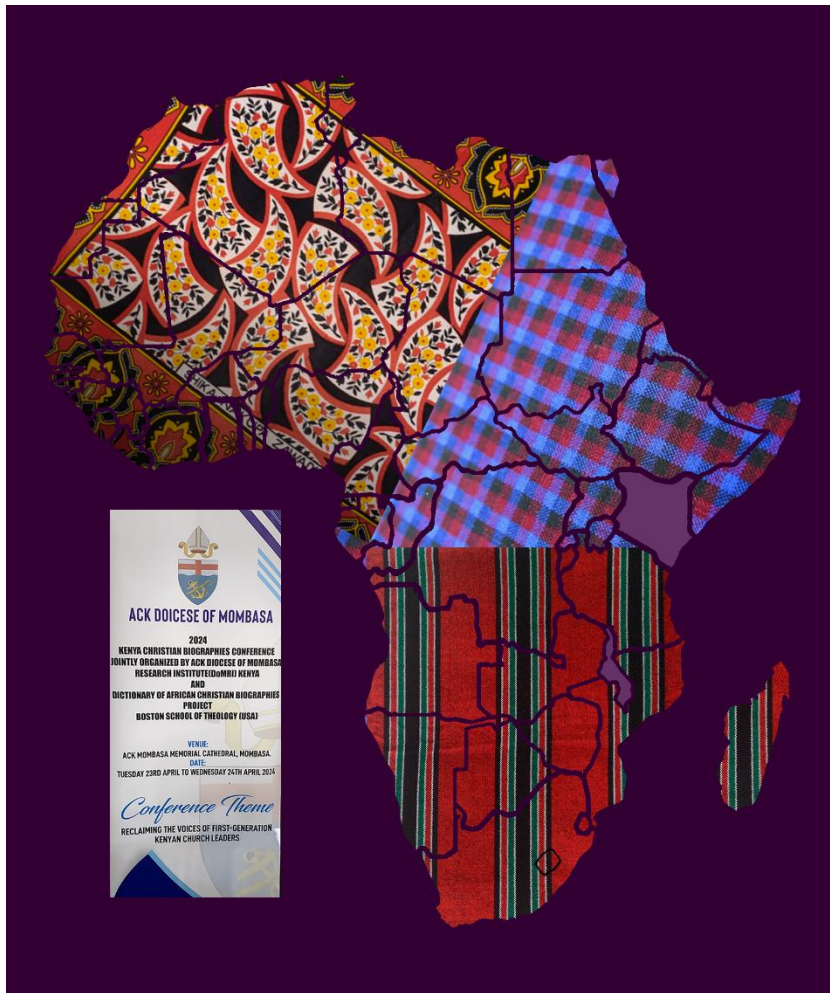 ACK DOICESE OF MOMBASA
2024
KENYA CHRISTIAN BIOGRAPHIES CONFERENCE
JOINTLY ORGANIZED BY ACK DIOCESE OF MOMBASA
RESEARCH INSTITUTE(DoMRI) KENYA
AND
DICTIONARY OF AFRICAN CHRISTIAN BIOGRAPHIES
PROJECT
BOSTON SCHOOL OF THEOLOGY (USA)
VENUE:
ACK MOMBASA MEMORIAL CATHEDRAL, MOMBASA.
DATE:
TUESDAY 23RD APRIL TO WEDNESDAY 24TH APRIL 2024
Conference Theme
RECLAIMING THE VOICES OF FIRST-GENERATION
KENYAN CHURCH LEADERS